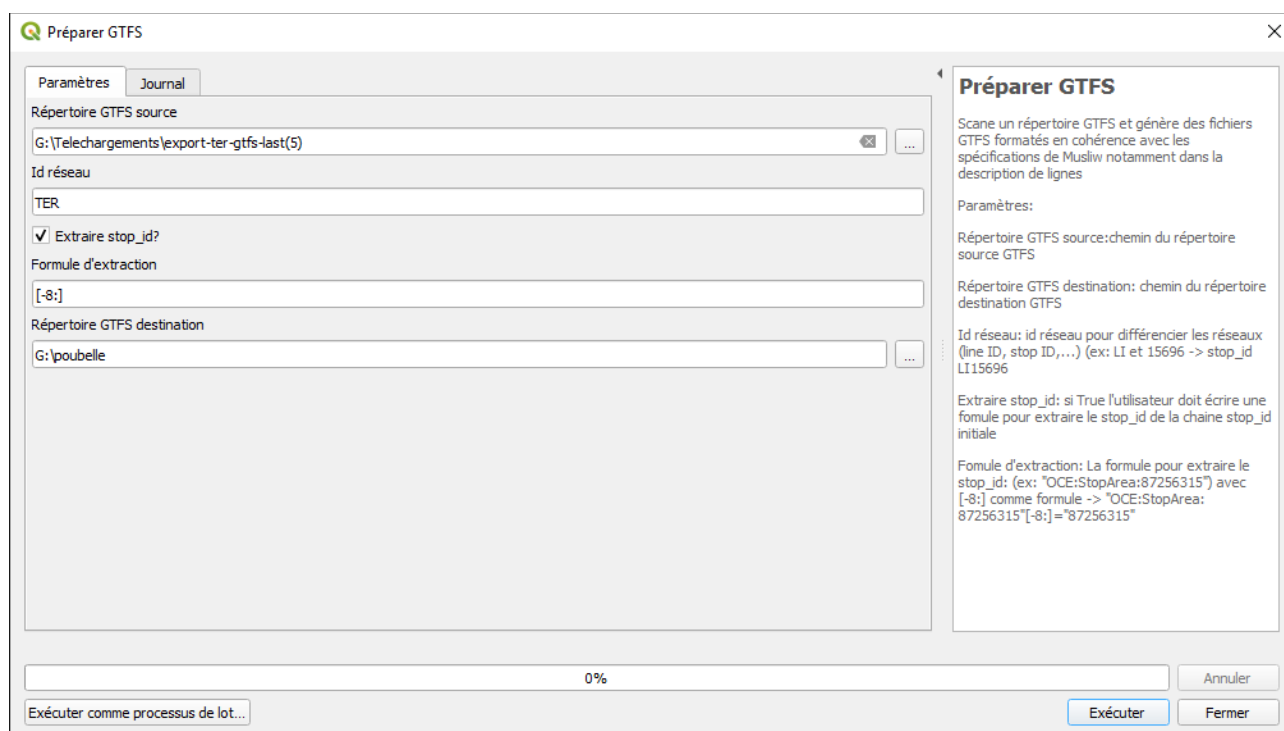 Préparer GTFS
Paramètres
Journal
Répertoire GTFS source
G:\Telechargements\export-ter-gtfs-last(5)
...
Id réseau
TER
Extraire stop_id?
Formule d'extraction
[-8:]
Répertoire GTFS destination
G:\poubelle
...
Préparer GTFS
Scane un répertoire GTFS et génère des fichiers
GTFS formatés en cohérence avec les
spécifications de Musliw notamment dans la
description de lignes
Paramètres:
Répertoire GTFS source:chemin du répertoire
source GTFS
Répertoire GTFS destination: chemin du répertoire
destination GTFS
Id réseau: id réseau pour différencier les réseaux
(line ID, stop ID,...) (ex: LI et 15696 -> stop_id
LI15696
Extraire stop_id: si True l'utilisateur doit écrire une
fomule pour extraire le stop_id de la chaine stop_id
initiale
Fomule d'extraction: La formule pour extraire le
stop_id: (ex: "OCE:StopArea:87256315") avec
[-8:] comme formule -> "OCE:StopArea:
87256315"[-8:]="87256315"
0%
Annuler
Exécuter comme processus de lot...
Exécuter
Fermer